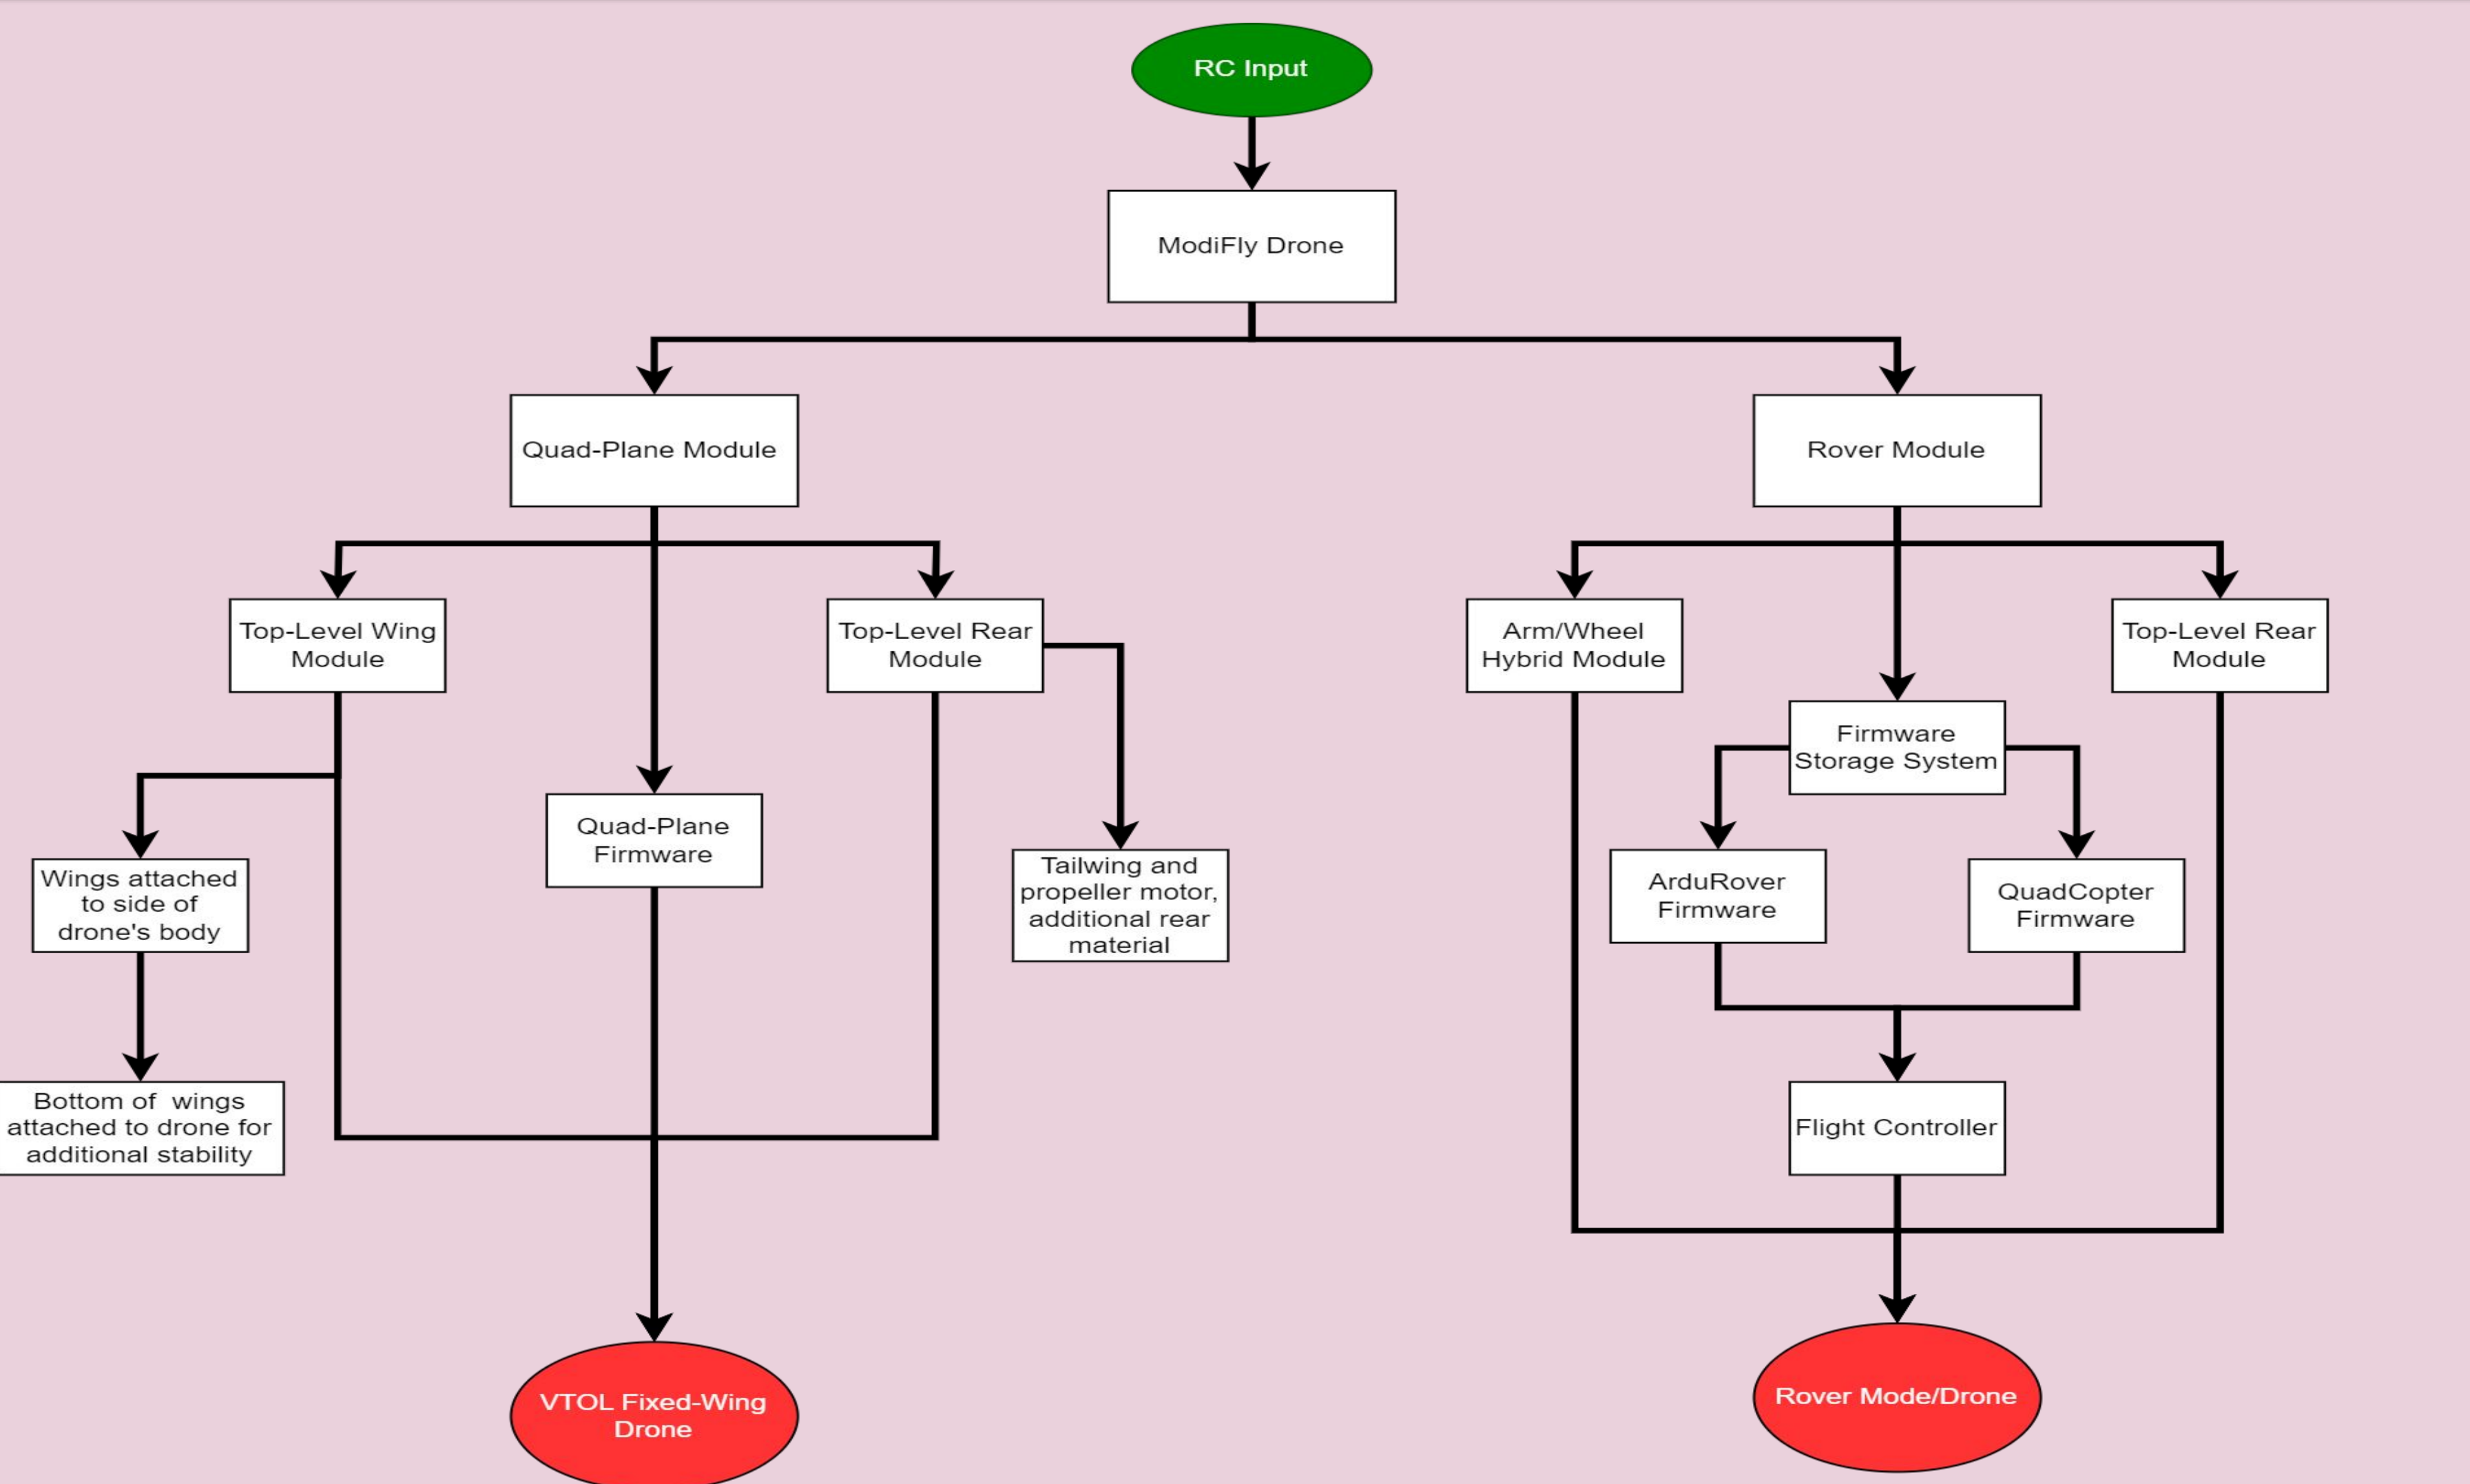 RC Input
ModiFly Drone
Quad-Plane Module
Rover Module
Top-Level Wing
Module
Top-Level Rear
Module
Arm/Wheel
Hybrid Module
Top-Level Rear
Module
Firmware
Storage System
Quad-Plane
Firmware
Wings attached
to side of
drone's body
Tailwing and
propeller motor,
additional rear
material
ArduRover
Firmware
QuadCopter
Firmware
Bottom of  wings
attached to drone for
additional stability
Flight Controller
VTOL Fixed-Wing
Drone
Rover Mode/Drone